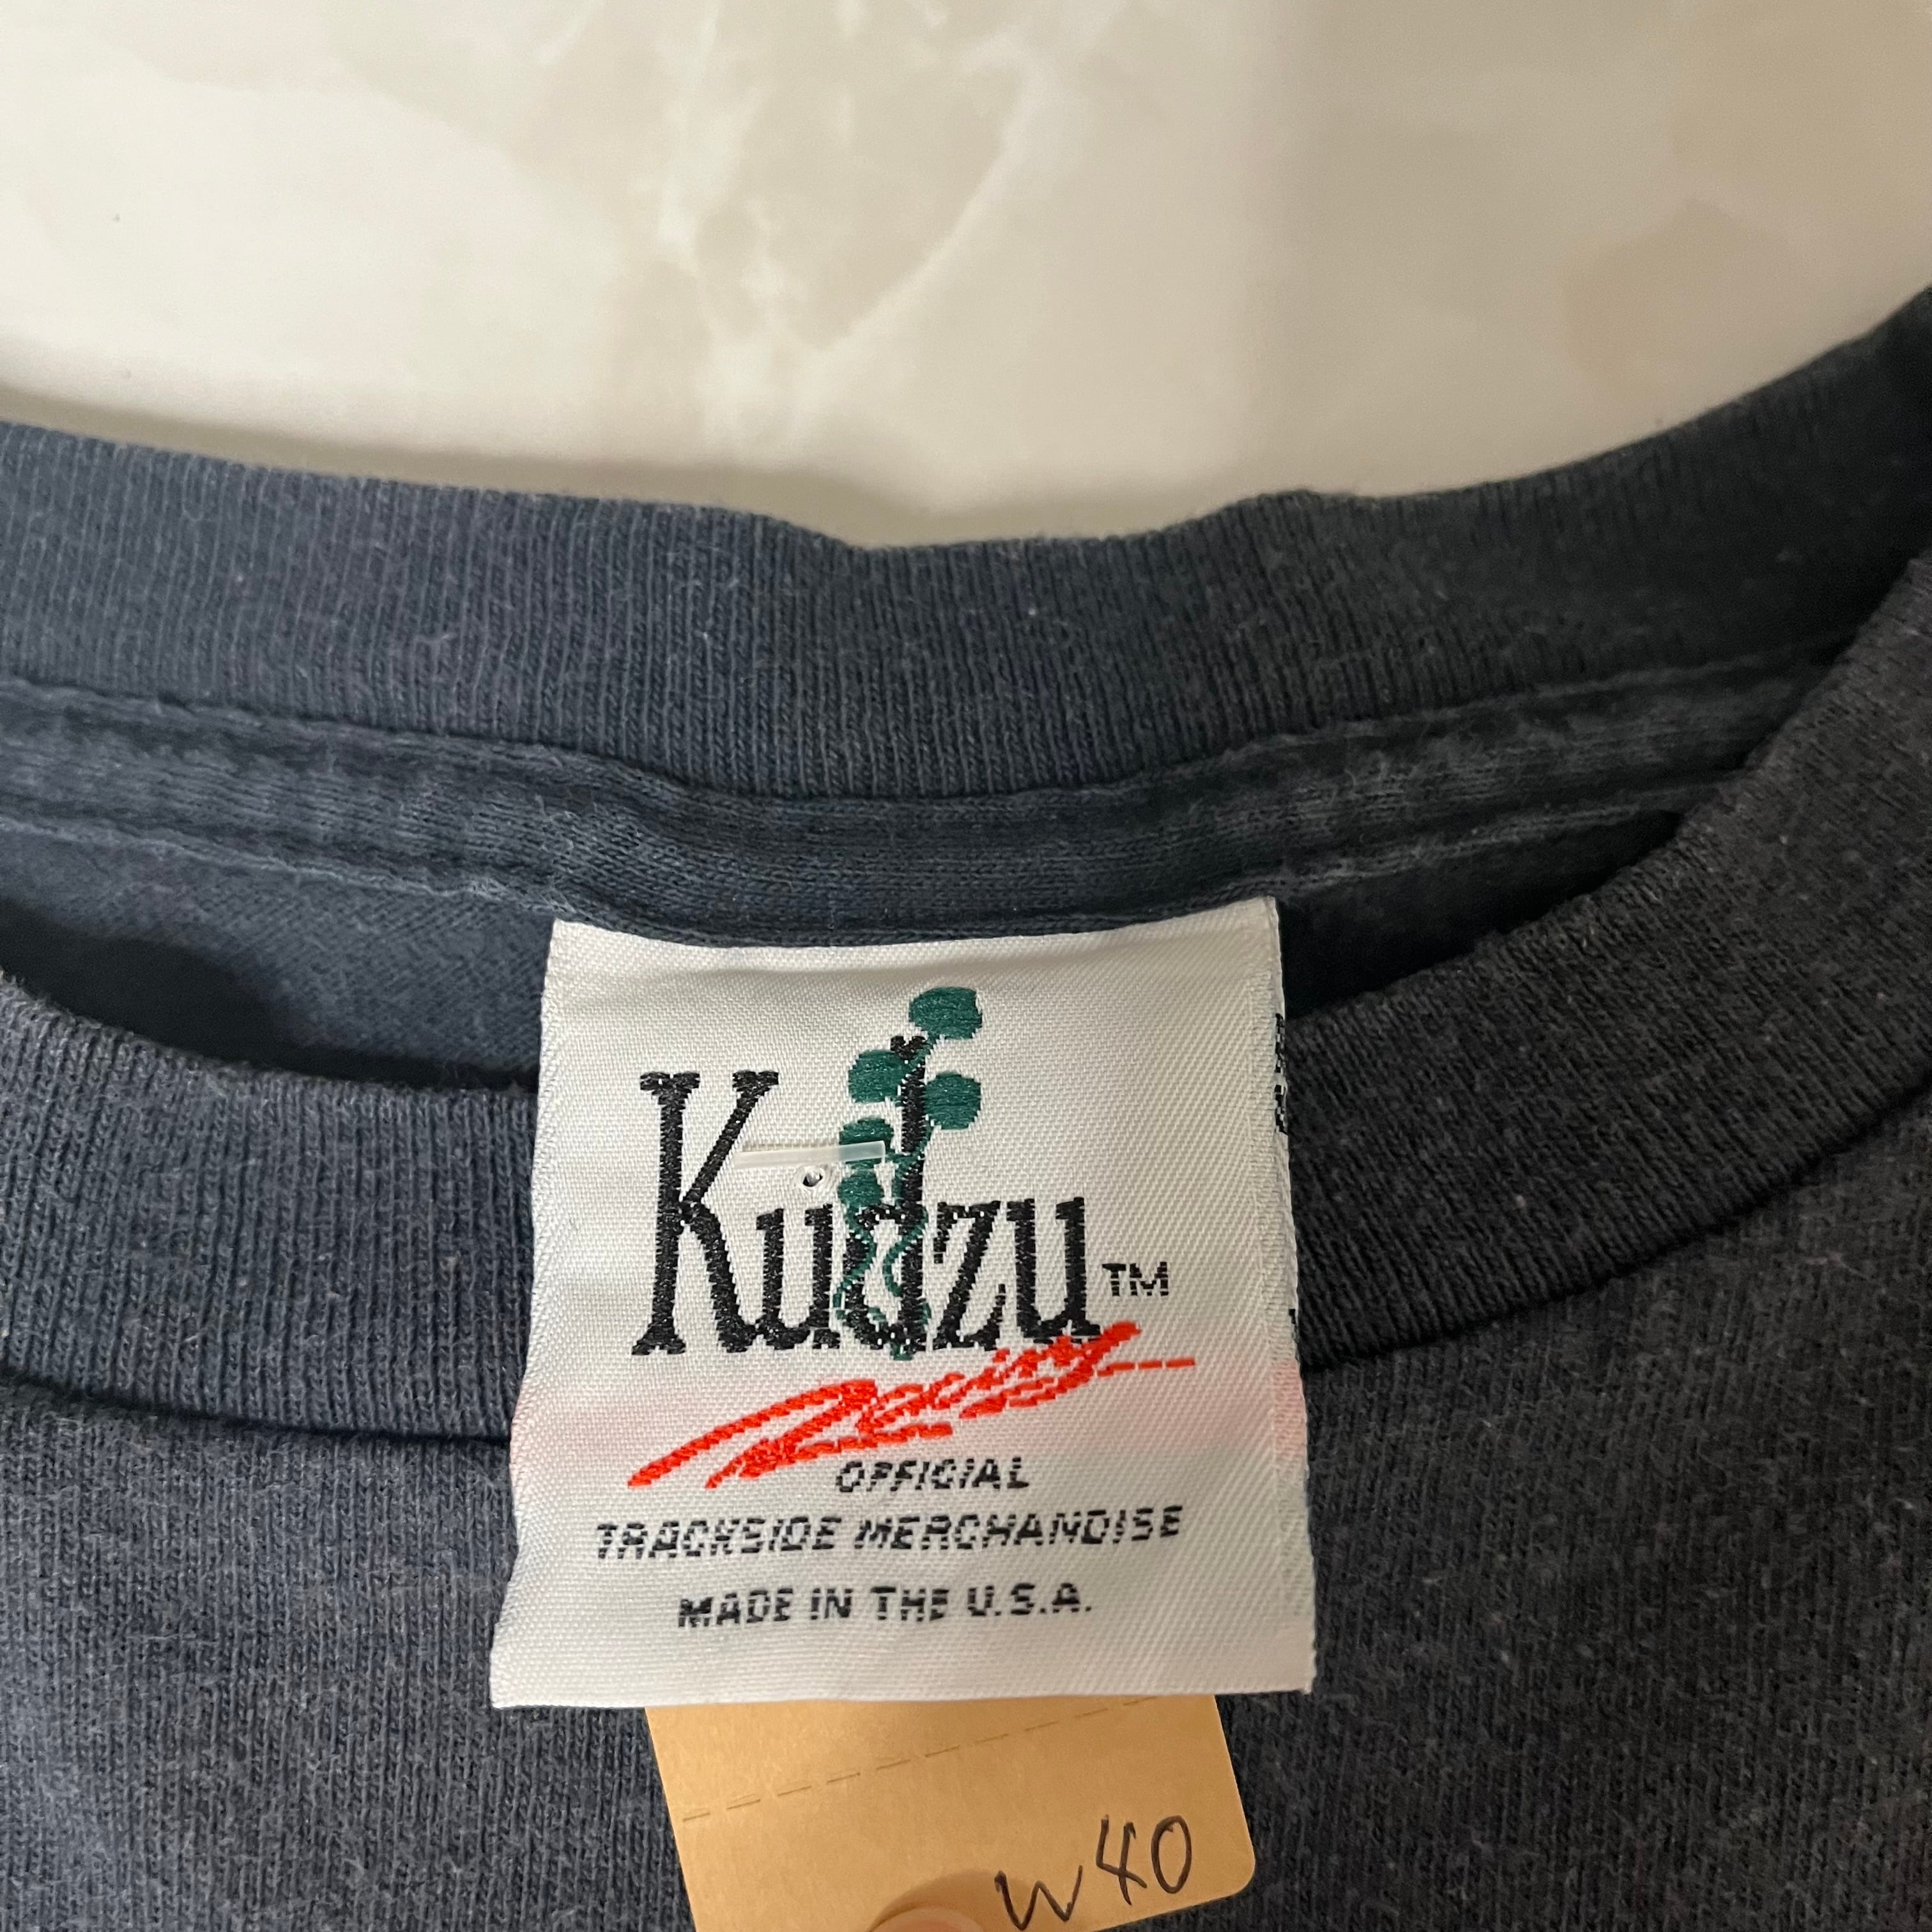 Kudzu™
Racing
OFFICIAL
TRACKSIDE MERCHANDISE
MADE IN THE U.S.A.
W40